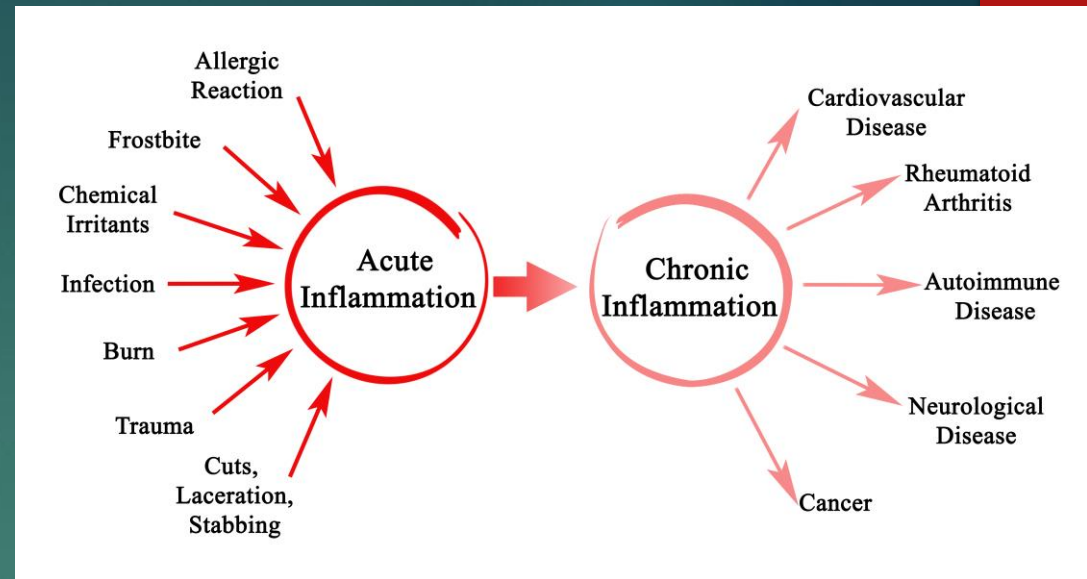 Allergic
Reaction
Frostbite
Chemical
Irritants
Infection
Burn
Trauma
Cuts,
Laceration,
Stabbing
Acute
Inflammation
Chronic
Inflammation
Cardiovascular
Disease
Rheumatoid
Arthritis
Autoimmune
Disease
Neurological
Disease
Cancer